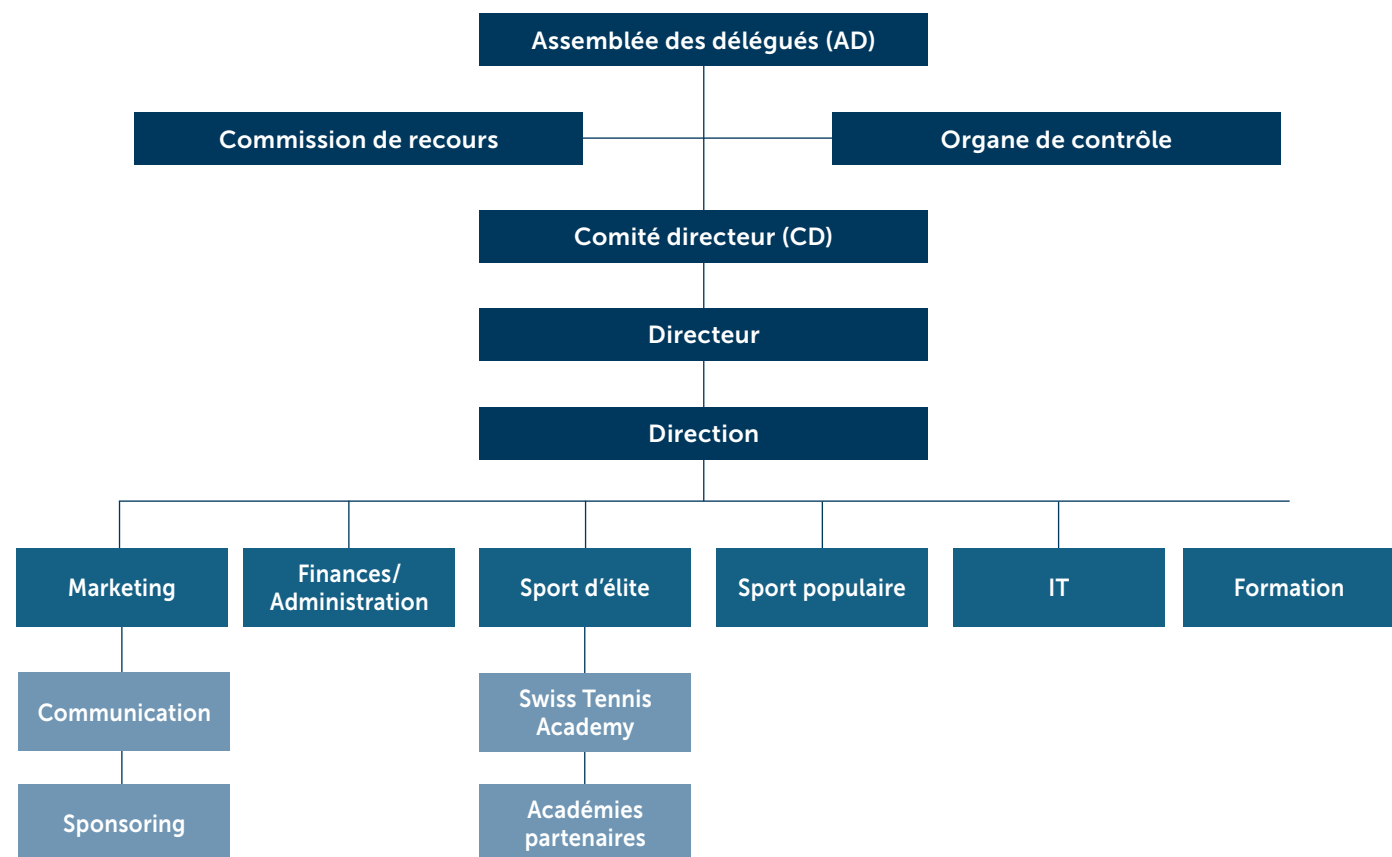 Assemblée des délégués (AD)
Commission de recours
Organe de contrôle
Comité directeur (CD)
Directeur
Direction
Marketing
Finances/
Administration
Sport d'élite
Sport populaire
IT
Formation
Communication
Swiss Tennis
Academy
Sponsoring
Académies
partenaires